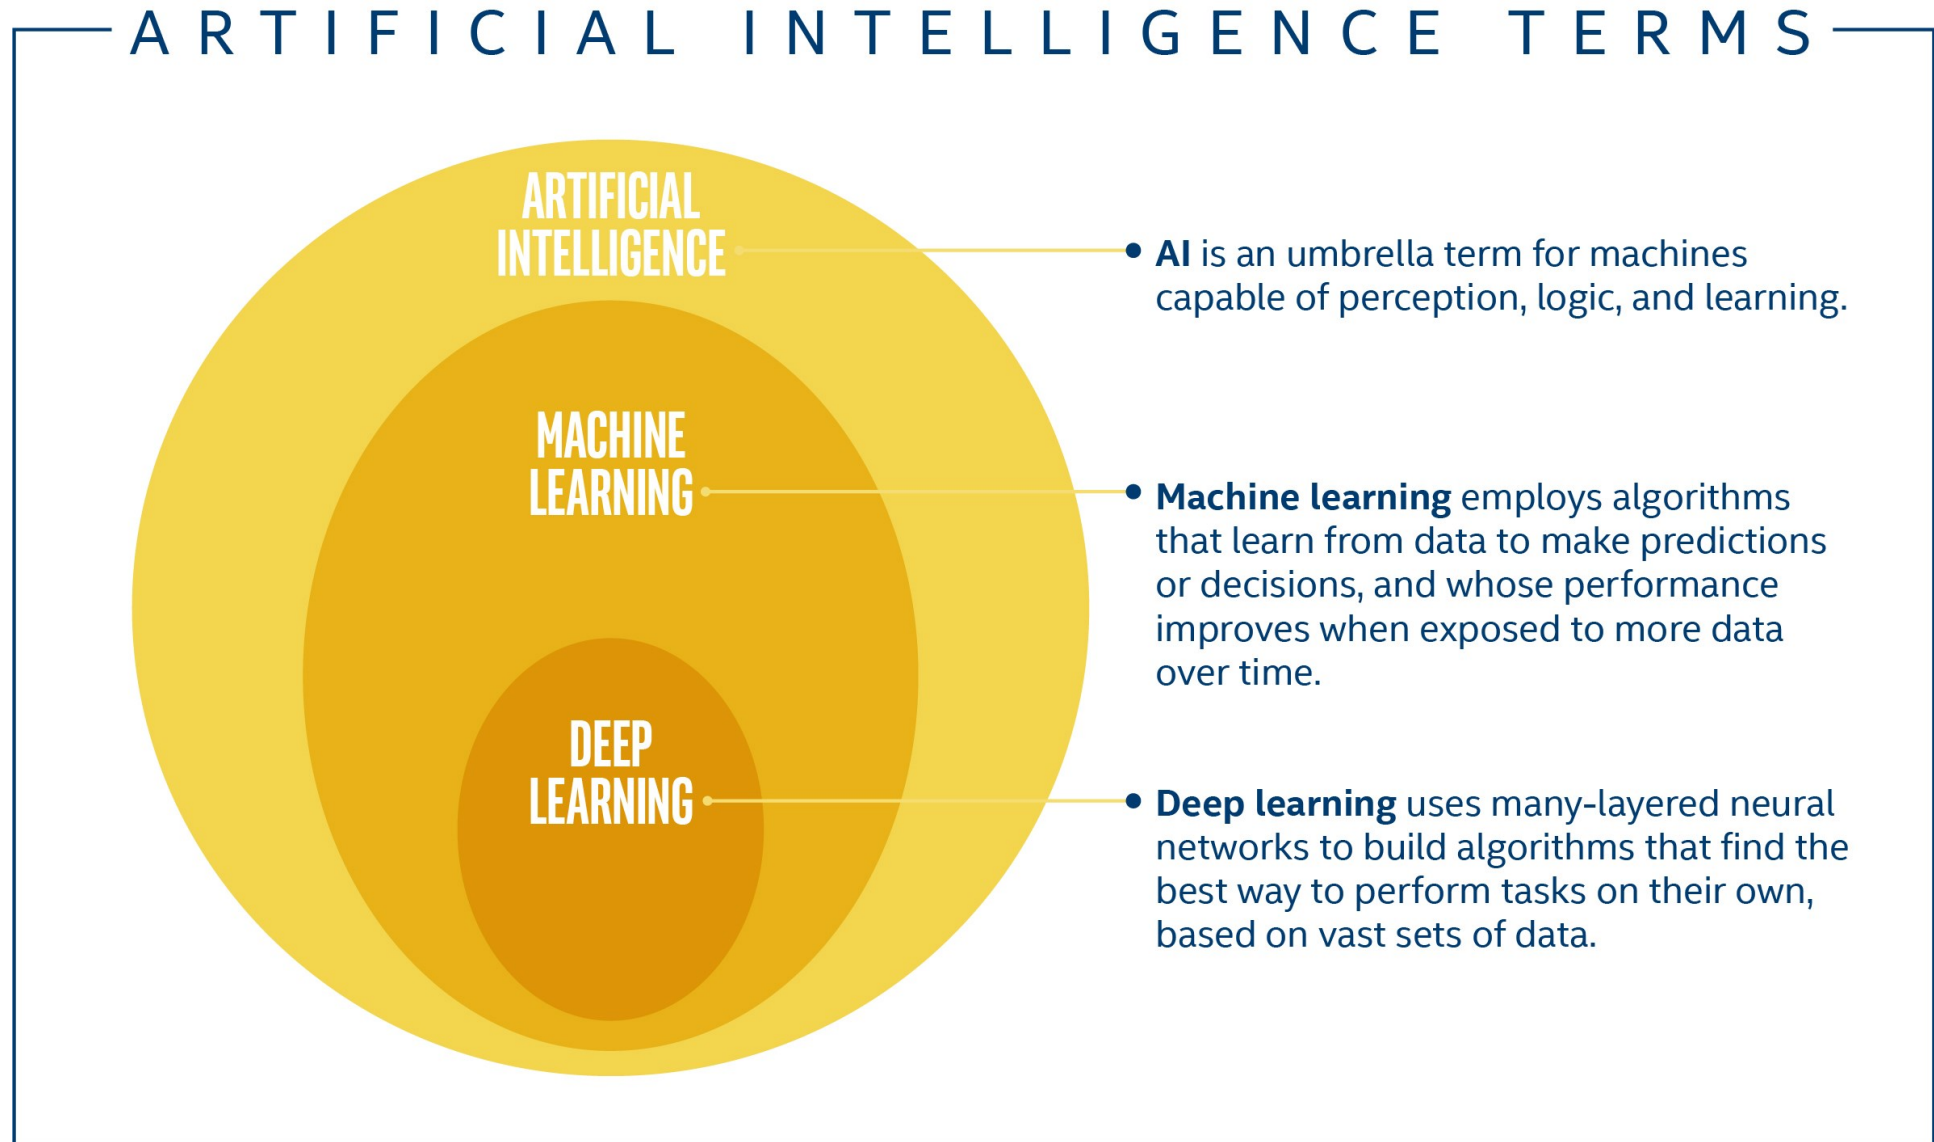 ARTIFICIAL INTELLIGENCE TERMS
ARTIFICIAL
INTELLIGENCE
AI is an umbrella term for machines
capable of perception, logic, and learning.
MACHINE
LEARNING
Machine learning employs algorithms
that learn from data to make predictions
or decisions, and whose performance
improves when exposed to more data
over time.
DEEP
LEARNING
Deep learning uses many-layered neural
networks to build algorithms that find the
best way to perform tasks on their own,
based on vast sets of data.